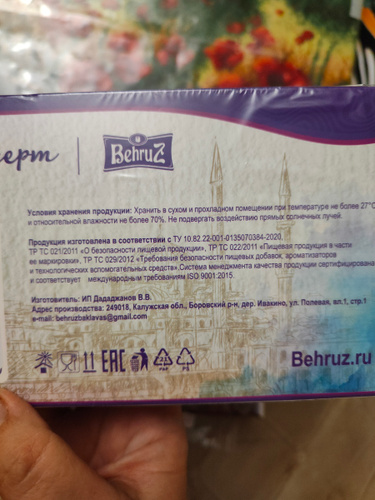 ерт
BehruZ
Условия хранения продукции: Хранить в сухом и прохладном помещении при температуре не более 27°С
и относительной влажности не более 70%. Не подвергать воздействию прямых солнечных лучей.
Продукция изготовлена в соответствии с ТУ 10.82.22-001-0135070384-2020,
ТР ТС 021/2011 «О безопасности пищевой продукции», ТР ТС 022/2011 «Пищевая продукция в части
ее маркировки», ТР ТС 029/2012 «Требования безопасности пищевых добавок, ароматизаторов
и технологических вспомогательных средств».Система менеджмента качества продукции сертифицирована
и соответствует требованиям ISO 9001:2015.
Изготовитель: ИП Дададжанов В.В.
Адрес производства: 249018, Калужская обл., Боровский р-н, дер. Ивакино, ул. Полевая, вл.1, стр.1
e-mail: behruzbaklavas@gmail.com
EAC
Behruz.ru